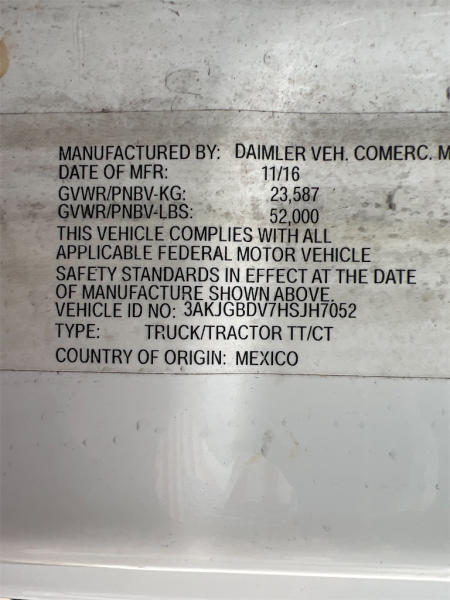 MANUFACTURED BY: DAIMLER VEH. COMERC. M
DATE OF MFR: 11/16
GVWR/PNBV-KG: 23,587
GVWR/PNBV-LBS: 52,000
THIS VEHICLE COMPLIES WITH ALL
APPLICABLE FEDERAL MOTOR VEHICLE
SAFETY STANDARDS IN EFFECT AT THE DATE
OF MANUFACTURE SHOWN ABOVE.
VEHICLE ID NO: 3AKJGBDV7HSJH7052
TYPE: TRUCK/TRACTOR TT/CT
COUNTRY OF ORIGIN: MEXICO